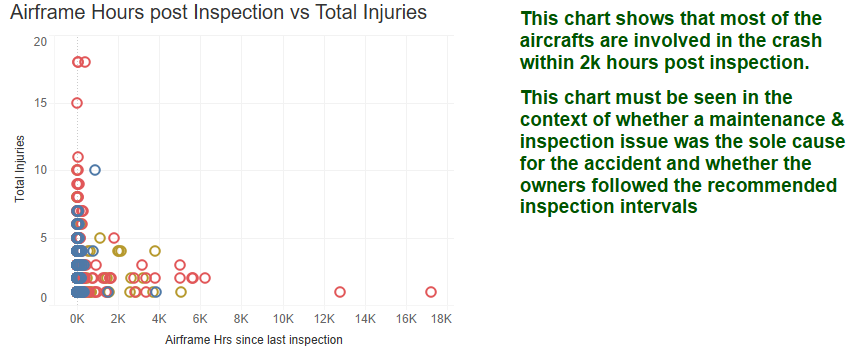 Airframe Hours post Inspection vs Total Injuries
20
15
10
5
0
Total Injuries
0K 2K 4K 6K 8K 10K 12K 14K 16K 18K
Airframe Hrs since last inspection
This chart shows that most of the
aircrafts are involved in the crash
within 2k hours post inspection.
This chart must be seen in the
context of whether a maintenance &
inspection issue was the sole cause
for the accident and whether the
owners followed the recommended
inspection intervals